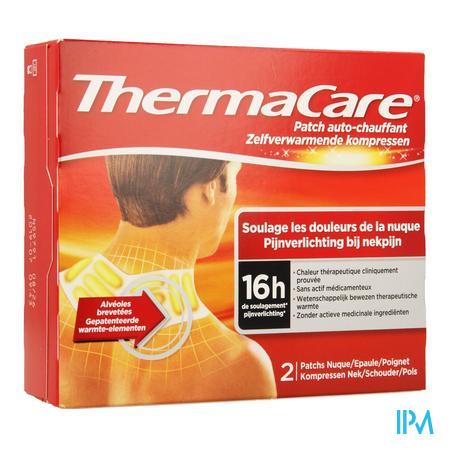 ThermaCare®
Patch auto-chauffant
Zelfverwarmende kompressen
Soulage les douleurs de la nuque
Pijnverlichting bij nekpijn
16h
de soulagement*
pijnverlichting*
· Chaleur thérapeutique cliniquement
prouvée
· Sans actif médicamenteux
· Wetenschappelijk bewezen therapeutische
warmte
· Zonder actieve medicinale ingrediënten
Alvéoles
brevetées
Gepatenteerde
warmte-elementen
2 Patchs Nuque/Epaule/Poignet
Kompressen Nek/Schouder/Pols
IPM